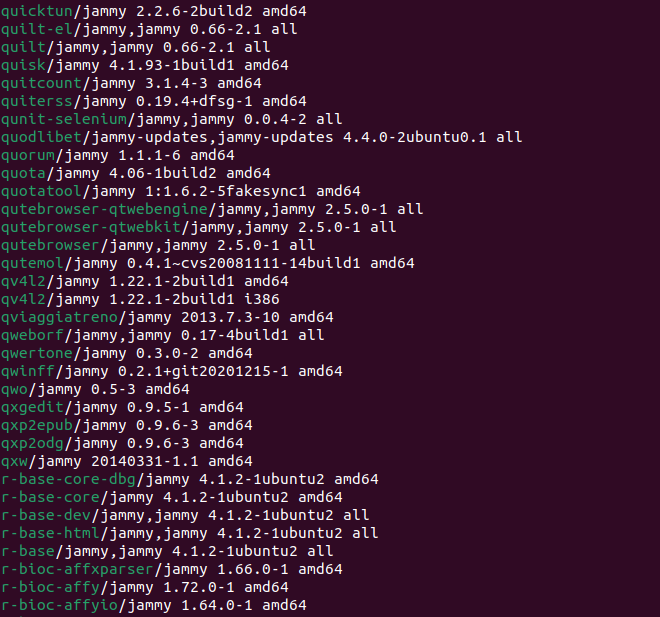 quicktun/jammy 2.2.6-2build2 amd64
quilt-el/jammy,jammy 0.66-2.1 all
quilt/jammy,jammy 0.66-2.1 all
quisk/jammy 4.1.93-1build1 amd64
quitcount/jammy 3.1.4-3 amd64
quiterss/jammy 0.19.4+dfsg-1 amd64
qunit-selenium/jammy,jammy 0.0.4-2 all
quodlibet/jammy-updates,jammy-updates 4.4.0-2ubuntu0.1 all
quorum/jammy 1.1.1-6 amd64
quota/jammy 4.06-1build2 amd64
quotatool/jammy 1:1.6.2-5fakesync1 amd64
qutebrowser-qtwebengine/jammy,jammy 2.5.0-1 all
qutebrowser-qtwebkit/jammy,jammy 2.5.0-1 all
qutebrowser/jammy,jammy 2.5.0-1 all
qutemol/jammy 0.4.1~cvs20081111-14build1 amd64
qv4l2/jammy 1.22.1-2build1 amd64
qv4l2/jammy 1.22.1-2build1 i386
qviaggiatreno/jammy 2013.7.3-10 amd64
qweborf/jammy,jammy 0.17-4build1 all
qwertone/jammy 0.3.0-2 amd64
qwinff/jammy 0.2.1+git20201215-1 amd64
qwo/jammy 0.5-3 amd64
qxgedit/jammy 0.9.5-1 amd64
qxp2epub/jammy 0.9.6-3 amd64
qxp2odg/jammy 0.9.6-3 amd64
qxw/jammy 20140331-1.1 amd64
r-base-core-dbg/jammy 4.1.2-1ubuntu2 amd64
r-base-core/jammy 4.1.2-1ubuntu2 amd64
r-base-dev/jammy,jammy 4.1.2-1ubuntu2 all
r-base-html/jammy,jammy 4.1.2-1ubuntu2 all
r-base/jammy,jammy 4.1.2-1ubuntu2 all
r-bioc-affxparser/jammy 1.66.0-1 amd64
r-bioc-affy/jammy 1.72.0-1 amd64
r-bioc-affyio/jammy 1.64.0-1 amd64